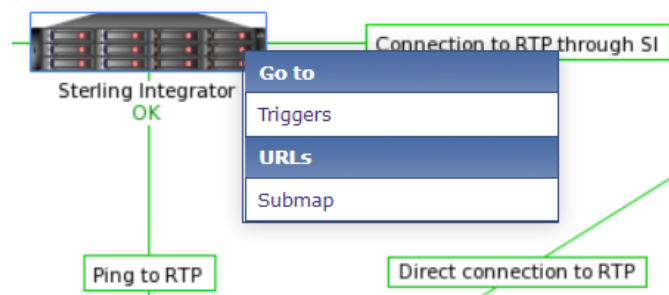 Connection to RTP through SI
Sterling Integrator
OK
Go to
Triggers
URLs
Submap
Ping to RTP
Direct connection to RTP